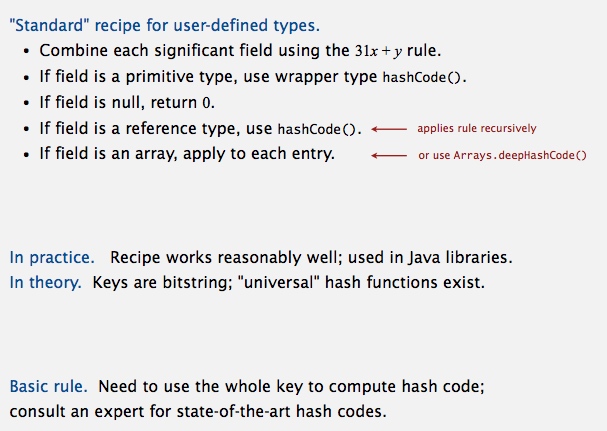 "Standard" recipe for user-defined types.
• Combine each significant field using the 31x + y rule.
• If field is a primitive type, use wrapper type hashCode().
• If field is null, return 0.
• If field is a reference type, use hashCode(). applies rule recursively
• If field is an array, apply to each entry. or use Arrays.deepHashCode()
In practice. Recipe works reasonably well; used in Java libraries.
In theory. Keys are bitstring; "universal" hash functions exist.
Basic rule. Need to use the whole key to compute hash code;
consult an expert for state-of-the-art hash codes.